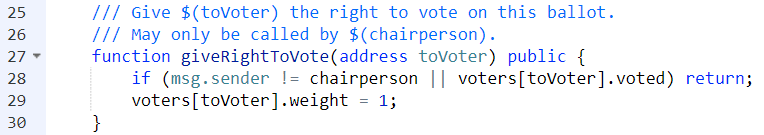 25 /// Give $(toVoter) the right to vote on this ballot.
26 /// May only be called by $(chairperson).
27 function giveRightToVote(address toVoter) public {
28 if (msg.sender != chairperson || voters[toVoter].voted) return;
29 voters[toVoter].weight = 1;
30 }